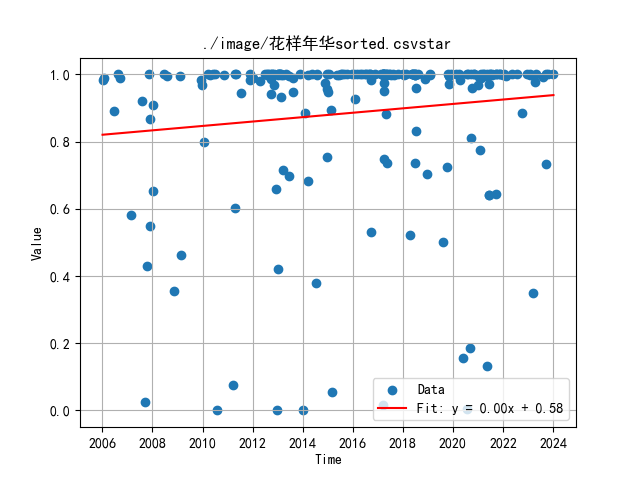 ./image/花样年华sorted.csvstar
1.0
0.8
0.6
0.4
0.2
0.0
Value
Data
Fit: y = 0.00x + 0.58
2006 2008 2010 2012 2014 2016 2018 2020 2022 2024
Time